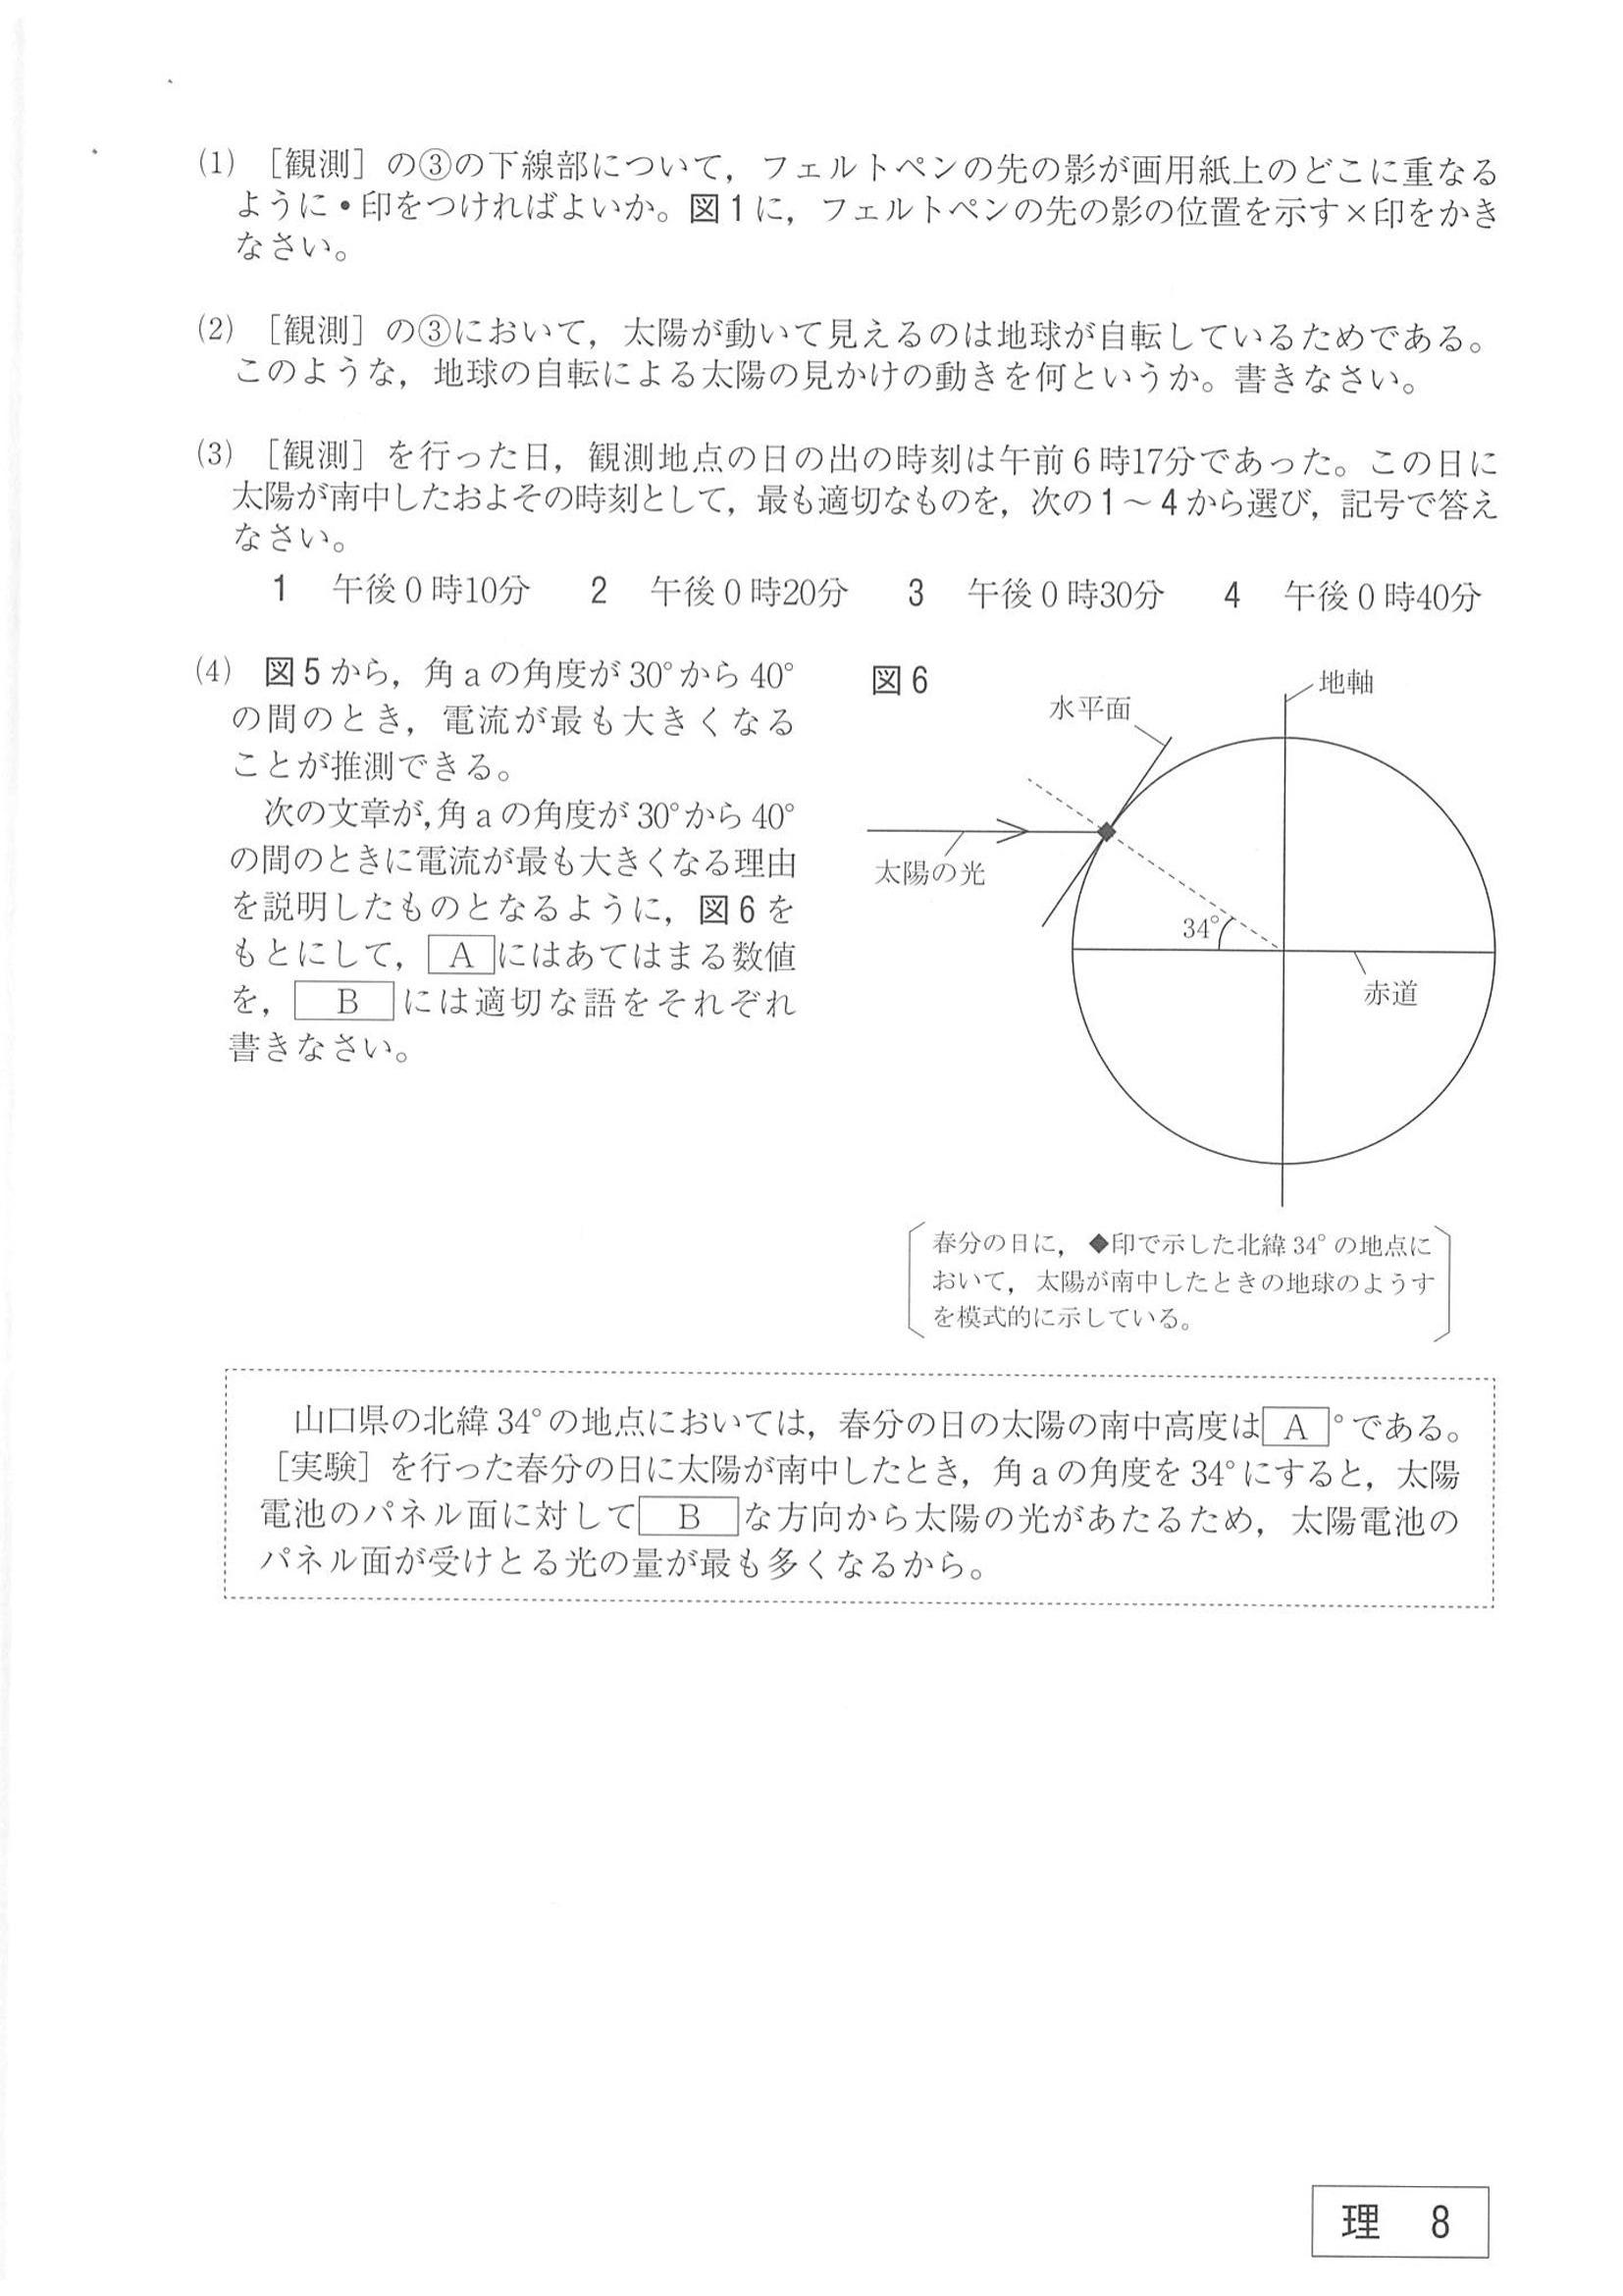 (1) ［観測］の③の下線部について，フェルトペンの先の影が画用紙上のどこに重なる
ように•印をつければよいか。図1に，フェルトペンの先の影の位置を示す×印をかき
なさい。
(2) ［観測］の③において，太陽が動いて見えるのは地球が自転しているためである。
このような，地球の自転による太陽の見かけの動きを何というか。書きなさい。
(3) ［観測］を行った日，観測地点の日の出の時刻は午前6時17分であった。この日に
太陽が南中したおよその時刻として，最も適切なものを，次の1～4から選び，記号で答え
なさい。
1 午後0時10分 2 午後0時20分 3 午後0時30分 4 午後0時40分
(4) 図5から，角aの角度が30°から40°
の間のとき，電流が最も大きくなる
ことが推測できる。
次の文章が，角aの角度が30°から40°
の間のときに電流が最も大きくなる理由
を説明したものとなるように，図6を
もとにして，Aにはあてはまる数値
を，Bには適切な語をそれぞれ
書きなさい。
図6
地軸
水平面
太陽の光
34°
赤道
春分の日に，◆印で示した北緯34°の地点に
おいて，太陽が南中したときの地球のようす
を模式的に示している。
山口県の北緯34°の地点においては，春分の日の太陽の南中高度はA°である。
［実験］を行った春分の日に太陽が南中したとき，角aの角度を34°にすると，太陽
電池のパネル面に対してBな方向から太陽の光があたるため，太陽電池の
パネル面が受けとる光の量が最も多くなるから。
理 8